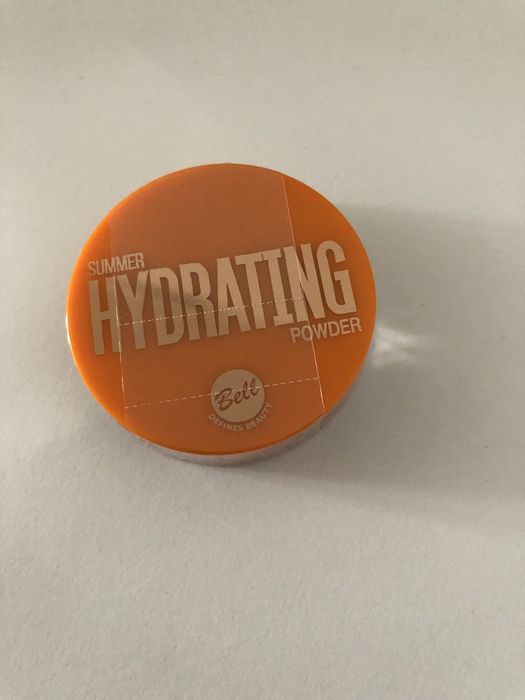 SUMMER
HYDRATING
POWDER
Bell
DEFINES BEAUTY